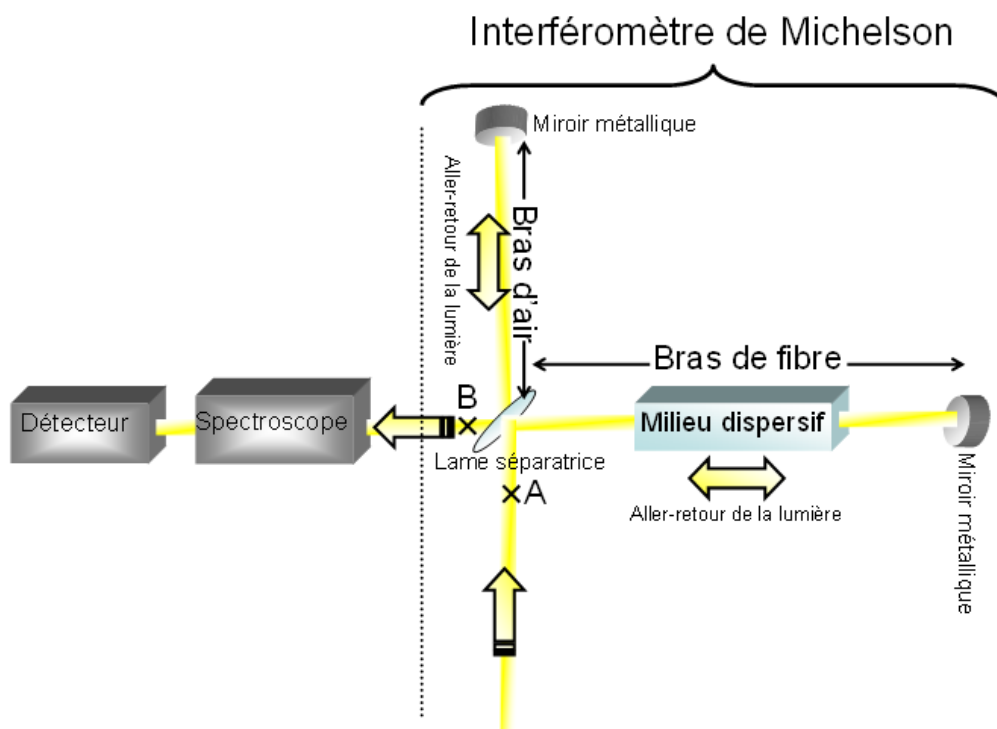 Interféromètre de Michelson
Miroir métallique
Aller-retour de la lumière
Bras d'air
Bras de fibre
Détecteur
Spectroscope
B
Milieu dispersif
Lame séparatrice
A
Aller-retour de la lumière
Miroir métallique